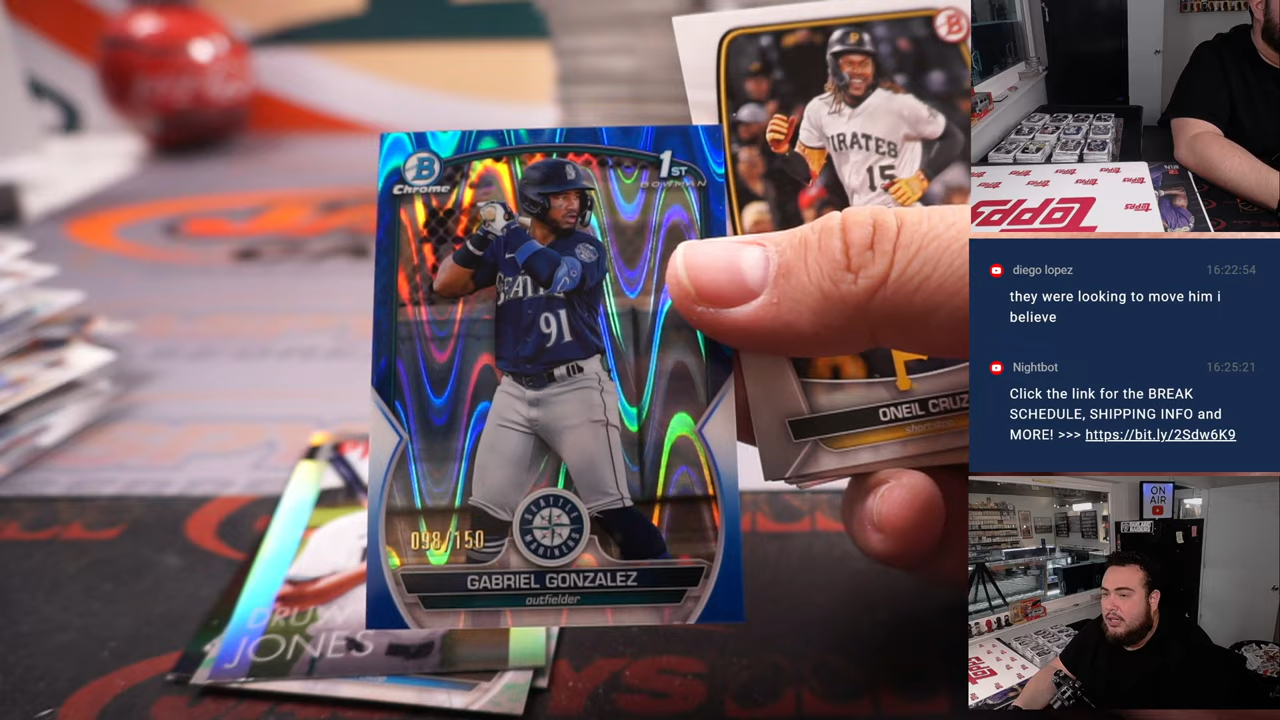 B
Chrome
1ST
BOWMAN
SEATTLE
91
098/150
SEATTLE
MARINERS
GABRIEL GONZALEZ
outfielder
B
P
PIRATES
15
ONEIL CRUZ
shortstop
DRUW
JONES
topps
diego lopez 16:22:54
they were looking to move him i
believe
Nightbot 16:25:21
Click the link for the BREAK
SCHEDULE, SHIPPING INFO and
MORE! >>> https://bit.ly/2Sdw6K9
ON
AIR